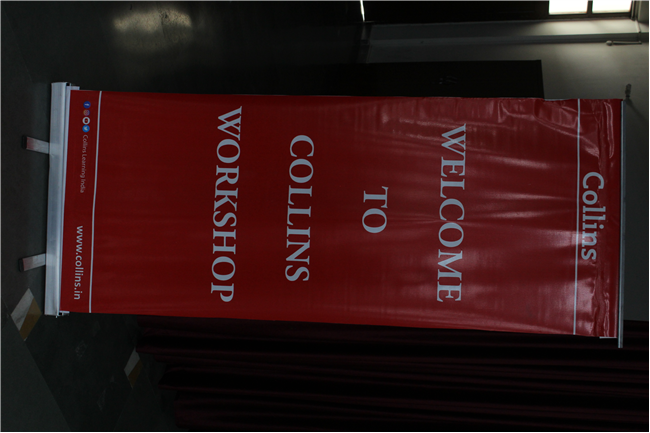 Collins
WELCOME
TO
COLLINS
WORKSHOP
Collins Learning India
www.collins.in